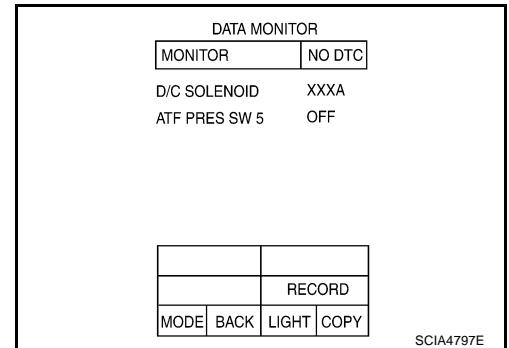 DATA MONITOR
MONITOR NO DTC
D/C SOLENOID XXXA
ATF PRES SW 5 OFF
RECORD
MODE BACK LIGHT COPY
SCIA4797E